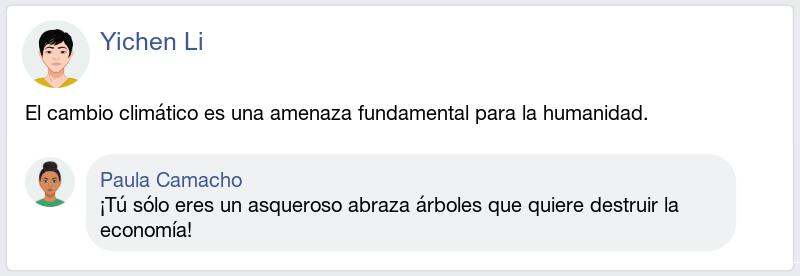 Yichen Li
El cambio climático es una amenaza fundamental para la humanidad.
Paula Camacho
¡Tú sólo eres un asqueroso abraza árboles que quiere destruir la
economía!